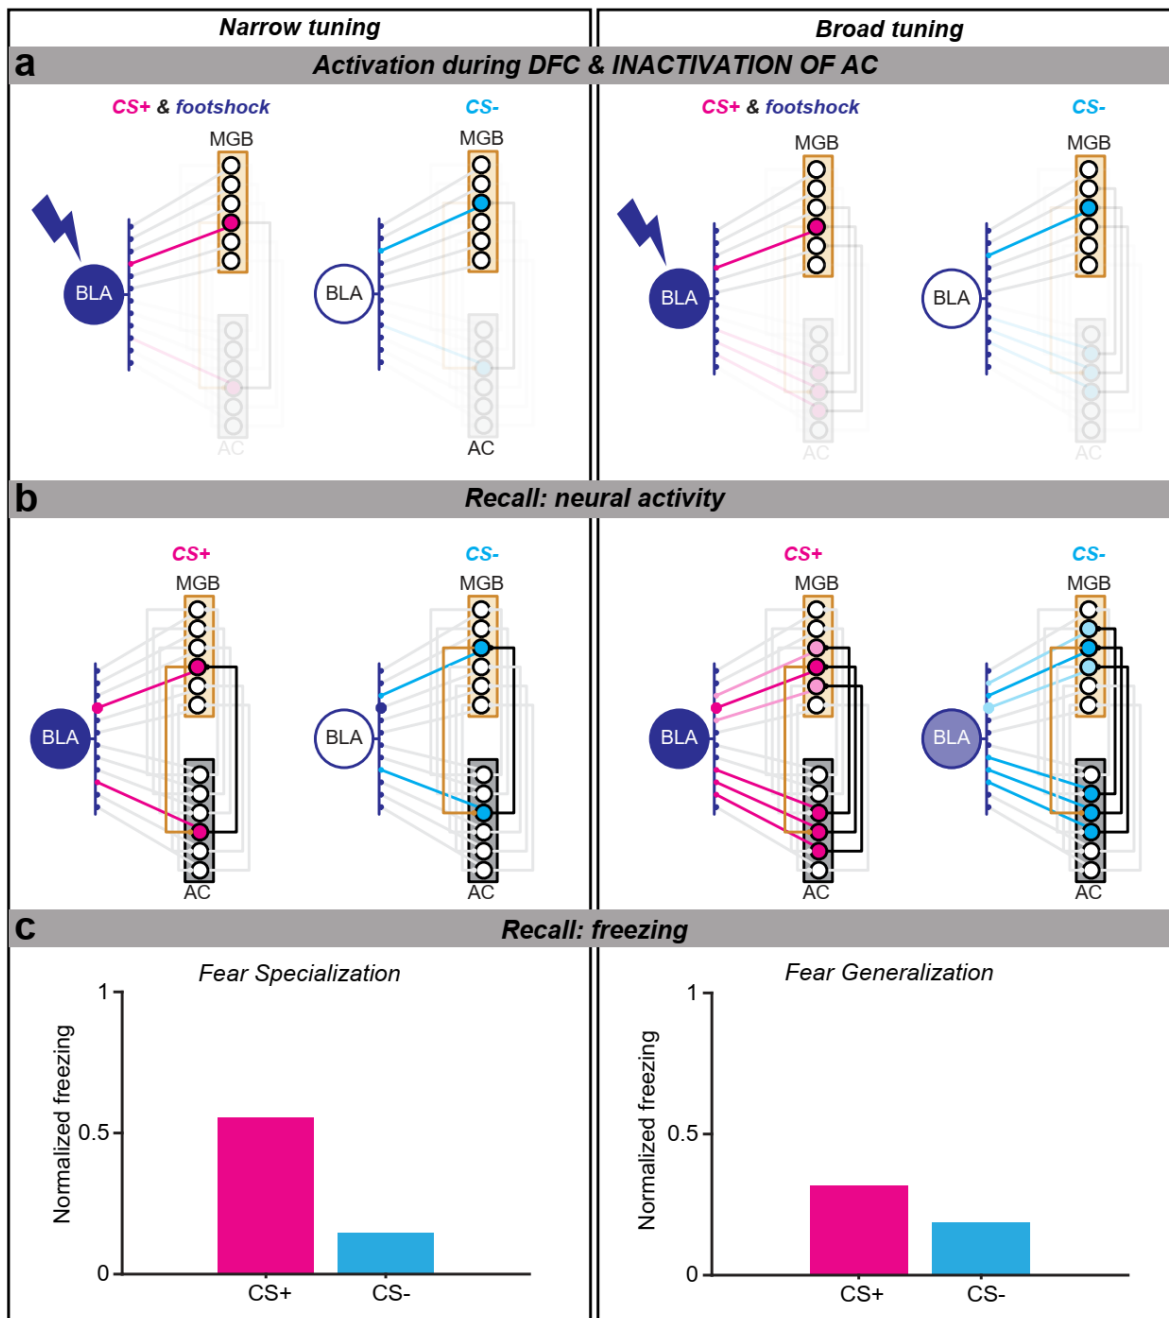 Narrow tuning
Broad tuning
a
Activation during DFC & INACTIVATION OF AC
CS+ & footshock
CS-
MGB
MGB
BLA
BLA
AC
AC
CS+ & footshock
CS-
MGB
MGB
BLA
BLA
AC
AC
b
Recall: neural activity
CS+
CS-
MGB
MGB
BLA
BLA
AC
AC
CS+
CS-
MGB
MGB
BLA
BLA
AC
AC
c
Recall: freezing
Fear Specialization
Normalized freezing
1
0.5
0
CS+
CS-
Fear Generalization
Normalized freezing
1
0.5
0
CS+
CS-